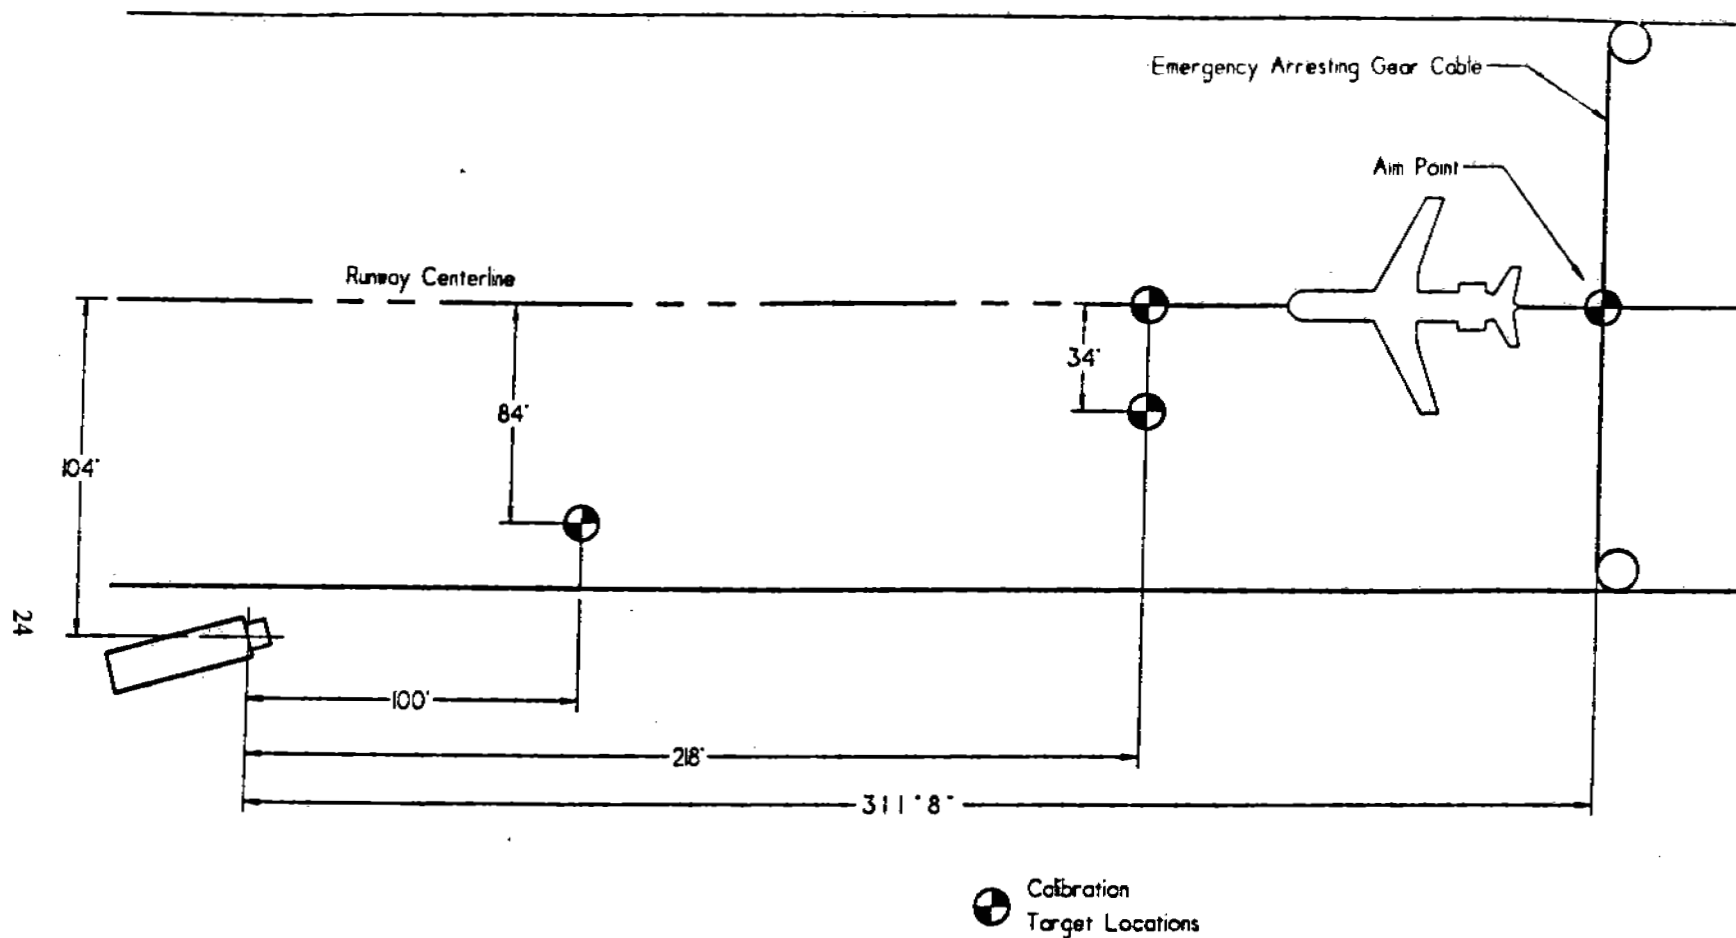 Emergency Arresting Gear Cable
Aim Point
Runway Centerline
34'
84'
104'
100'
218'
311'8"
24
Calibration
Target Locations